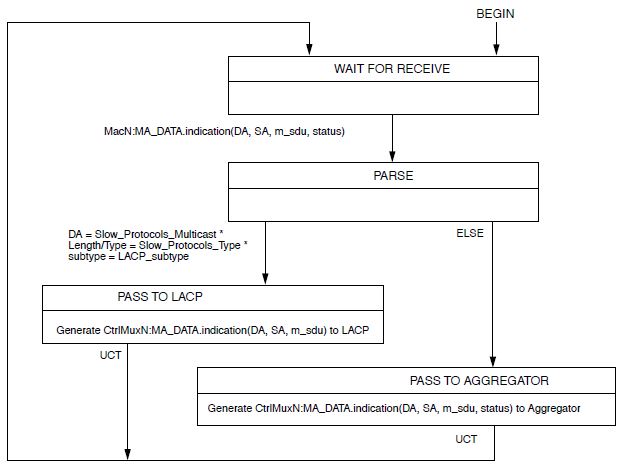 BEGIN
WAIT FOR RECEIVE
MacN:MA_DATA.indication(DA, SA, m_sdu, status)
PARSE
DA = Slow_Protocols_Multicast *
Length/Type = Slow_Protocols_Type *
subtype = LACP_subtype
ELSE
PASS TO LACP
Generate CtrlMuxN:MA_DATA.indication(DA, SA, m_sdu) to LACP
UCT
PASS TO AGGREGATOR
Generate CtrlMuxN:MA_DATA.indication(DA, SA, m_sdu, status) to Aggregator
UCT